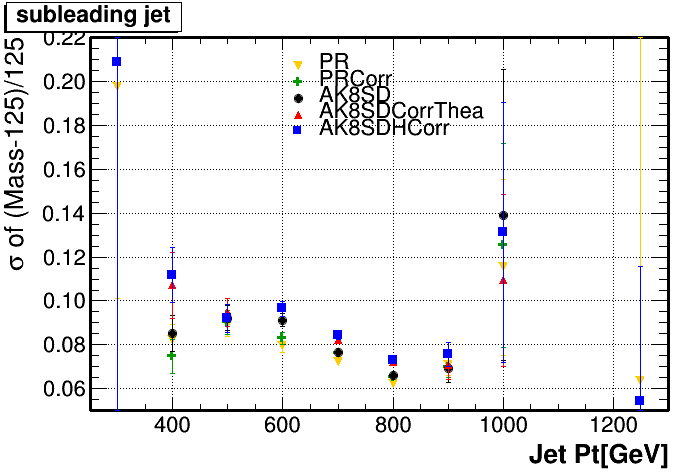 subleading jet
σ of (Mass-125)/125
0.22
0.20
0.18
0.16
0.14
0.12
0.10
0.08
0.06
PR
PRCorr
AK8SD
AK8SDCorrThea
AK8SDHCorr
400 600 800 1000 1200
Jet Pt[GeV]